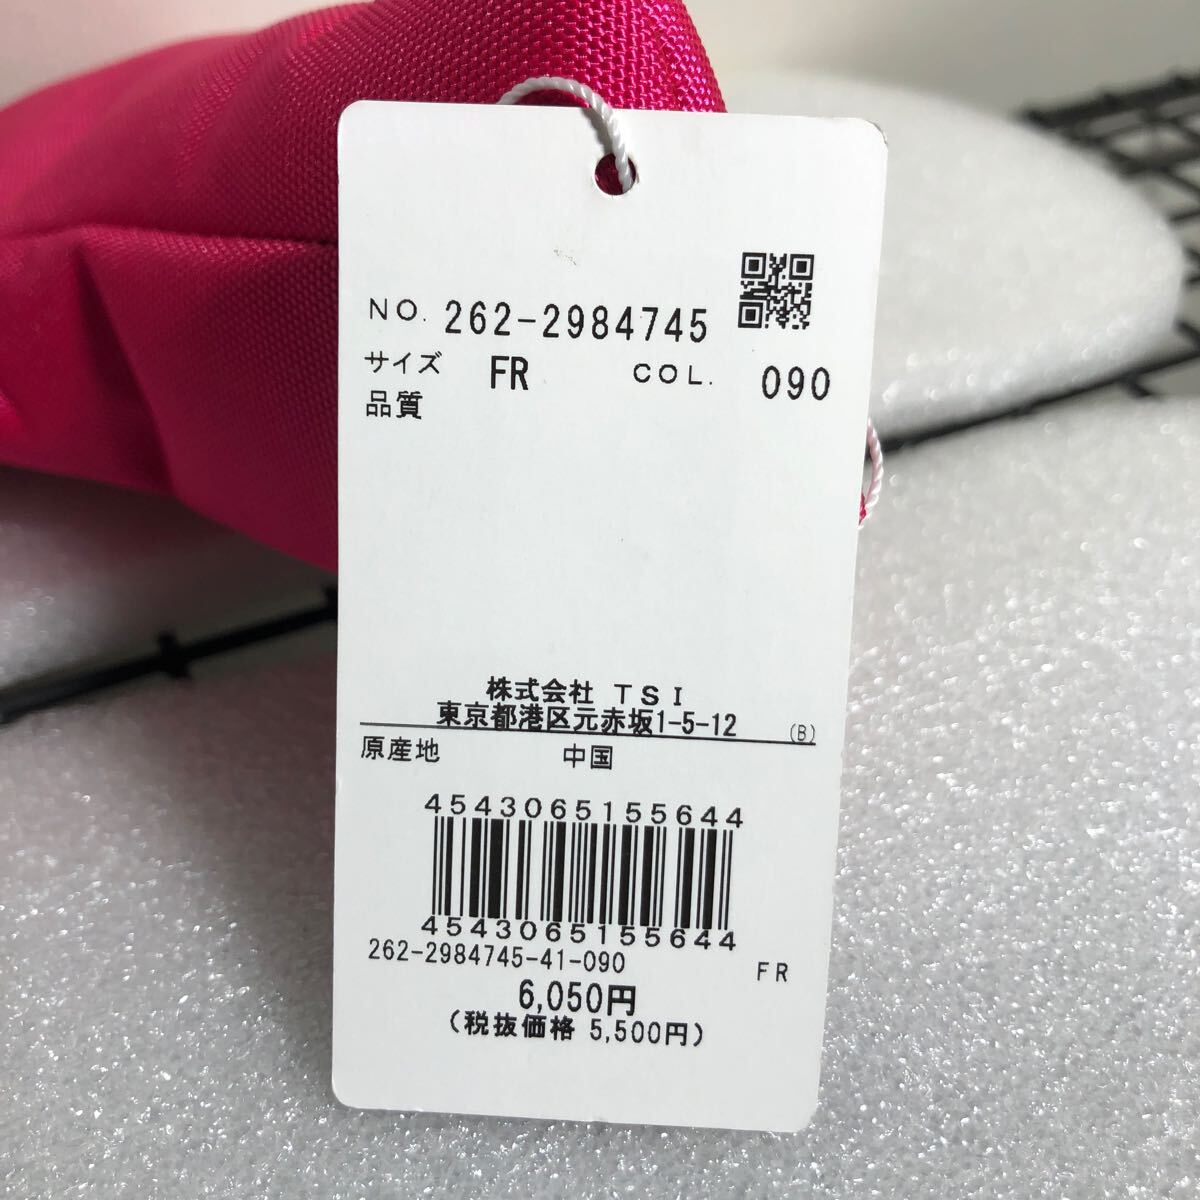 NO. 262-2984745
サイズ FR COL. 090
品質
株式会社 TSI
東京都港区元赤坂1-5-12 (B)
原産地 中国
4543065155644
4543065155644
262-2984745-41-090 FR
6,050円
(税抜価格 5,500円)